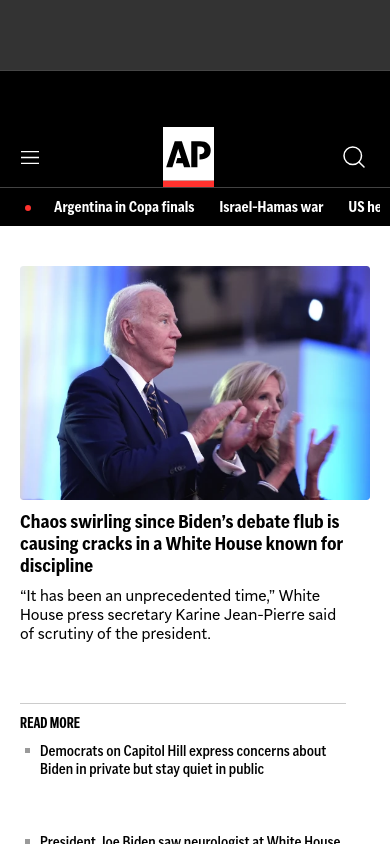 AP
Argentina in Copa finals Israel-Hamas war US he
Chaos swirling since Biden’s debate flub is
causing cracks in a White House known for
discipline
“It has been an unprecedented time,” White
House press secretary Karine Jean-Pierre said
of scrutiny of the president.
READ MORE
Democrats on Capitol Hill express concerns about
Biden in private but stay quiet in public
President Joe Biden saw neurologist at White House